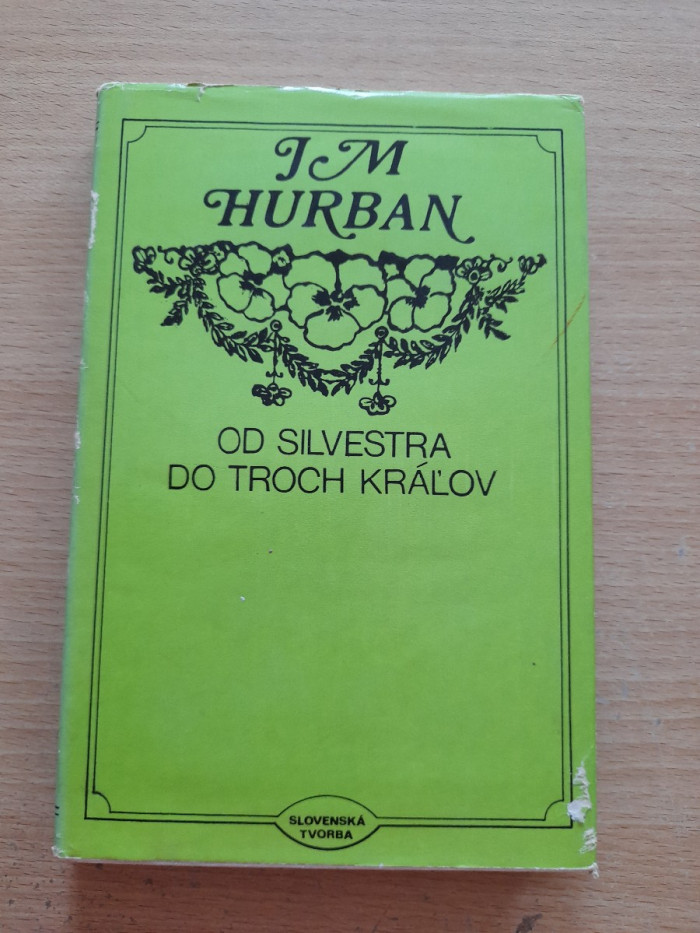 J M
HURBAN
OD SILVESTRA
DO TROCH KRÁĽOV
SLOVENSKÁ
TVORBA